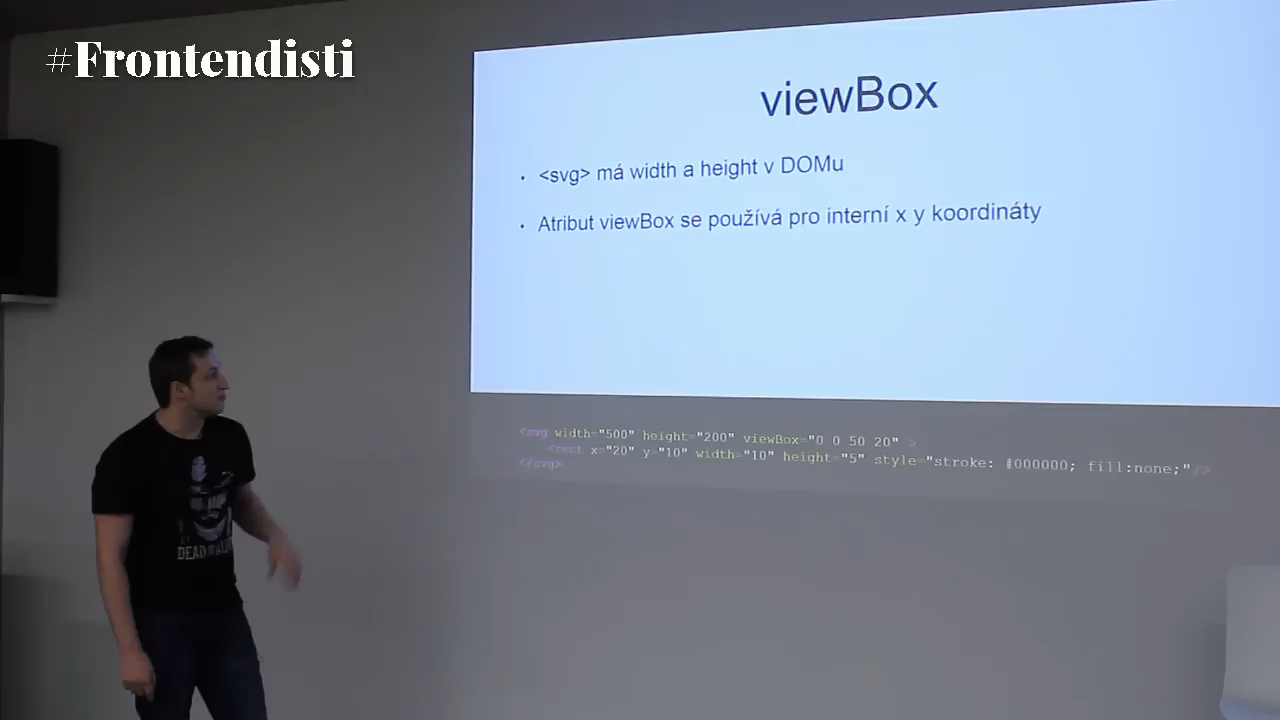 #Frontendisti
viewBox
• <svg> má width a height v DOMu
• Atribut viewBox se používá pro interní x y koordináty
<svg width="500" height="200" viewBox="0 0 50 20" >
<rect x="20" y="10" width="10" height="5" style="stroke: #000000; fill:none;"/>
</svg>
DEAD